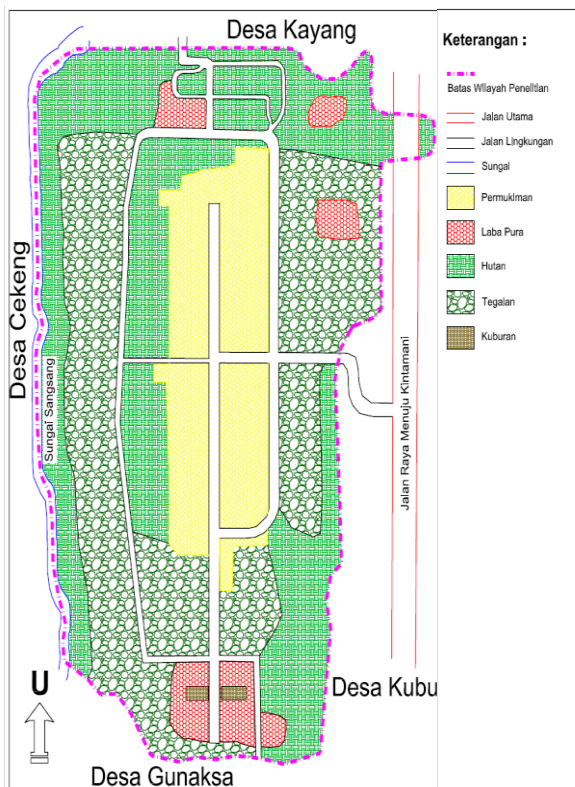 Desa Kayang
Keterangan :
Batas Wilayah Penelitian
Jalan Utama
Jalan Lingkungan
Sungai
Permukiman
Laba Pura
Hutan
Tegalan
Kuburan
Desa Cekeng
Sungai Sangsang
Jalan Raya Menuju Kintamani
U
Desa Kubu
Desa Gunaksa